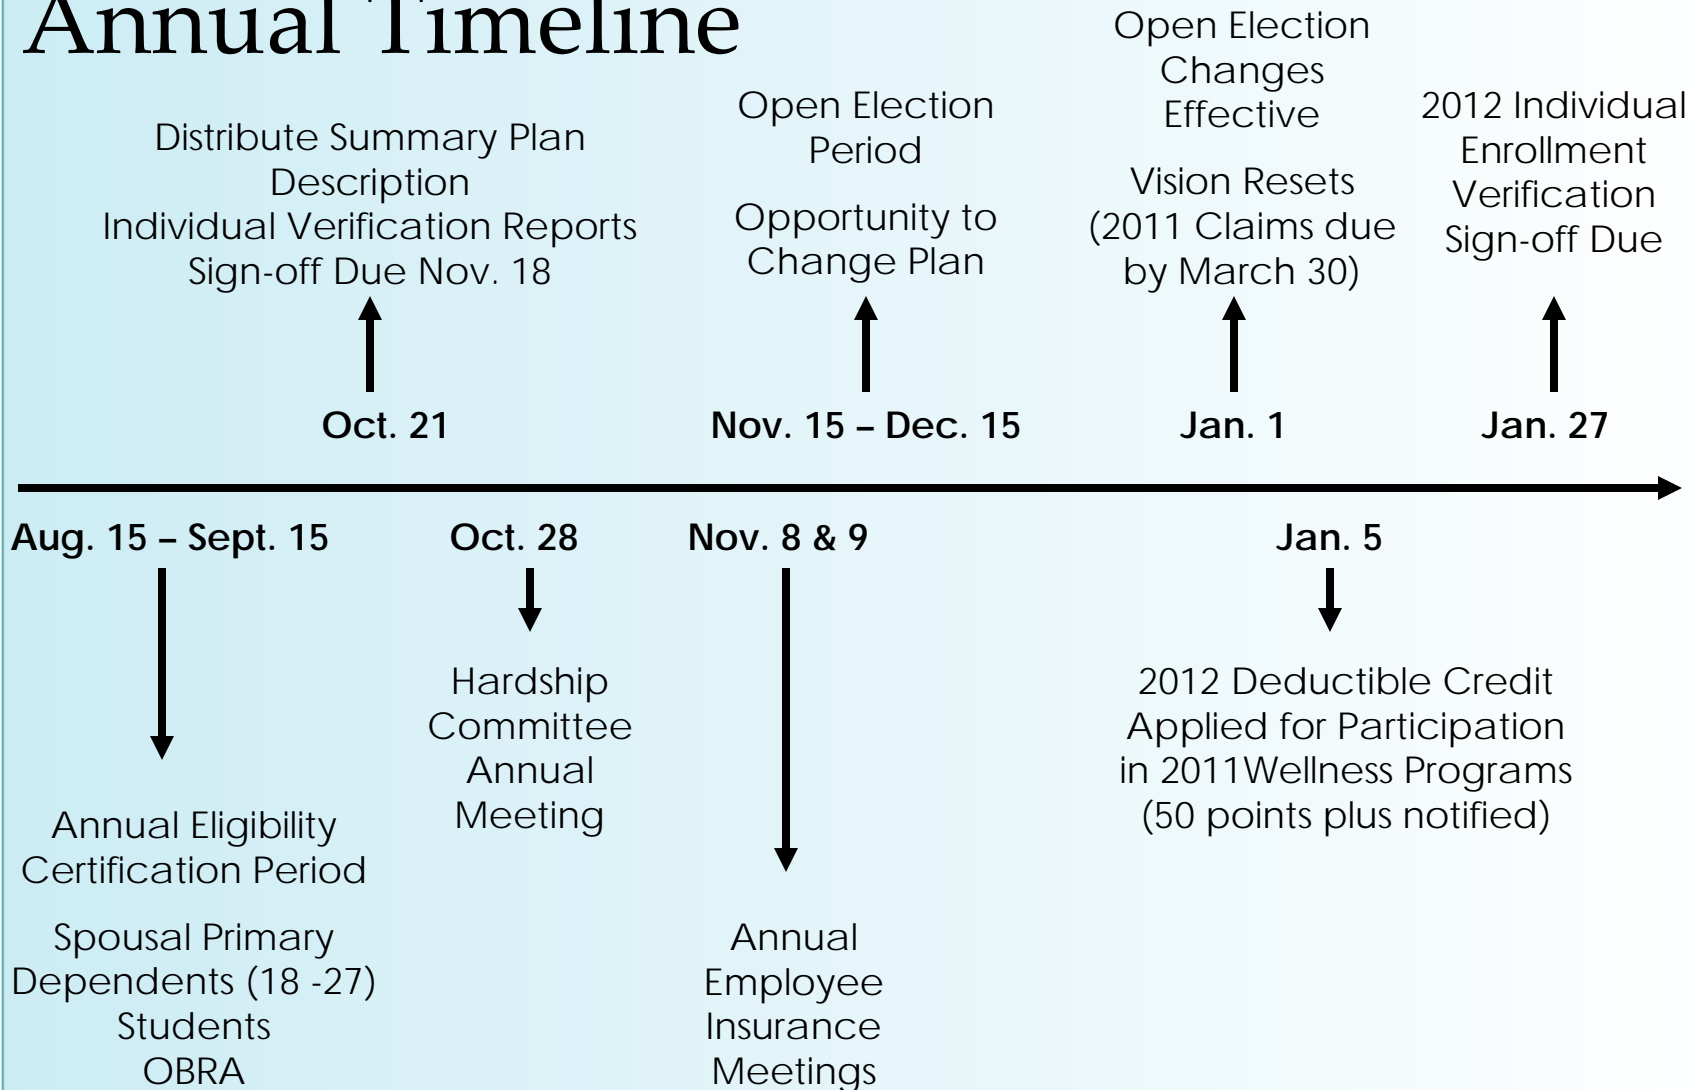 Annual Timeline
Distribute Summary Plan
Description
Individual Verification Reports
Sign-off Due Nov. 18
Open Election
Period
Opportunity to
Change Plan
Open Election
Changes
Effective
Vision Resets
(2011 Claims due
by March 30)
2012 Individual
Enrollment
Verification
Sign-off Due
Oct. 21
Nov. 15 – Dec. 15
Jan. 1
Jan. 27
Aug. 15 – Sept. 15
Oct. 28
Nov. 8 & 9
Jan. 5
Annual Eligibility
Certification Period
Spousal Primary
Dependents (18 -27)
Students
OBRA
Hardship
Committee
Annual
Meeting
Annual
Employee
Insurance
Meetings
2012 Deductible Credit
Applied for Participation
in 2011Wellness Programs
(50 points plus notified)